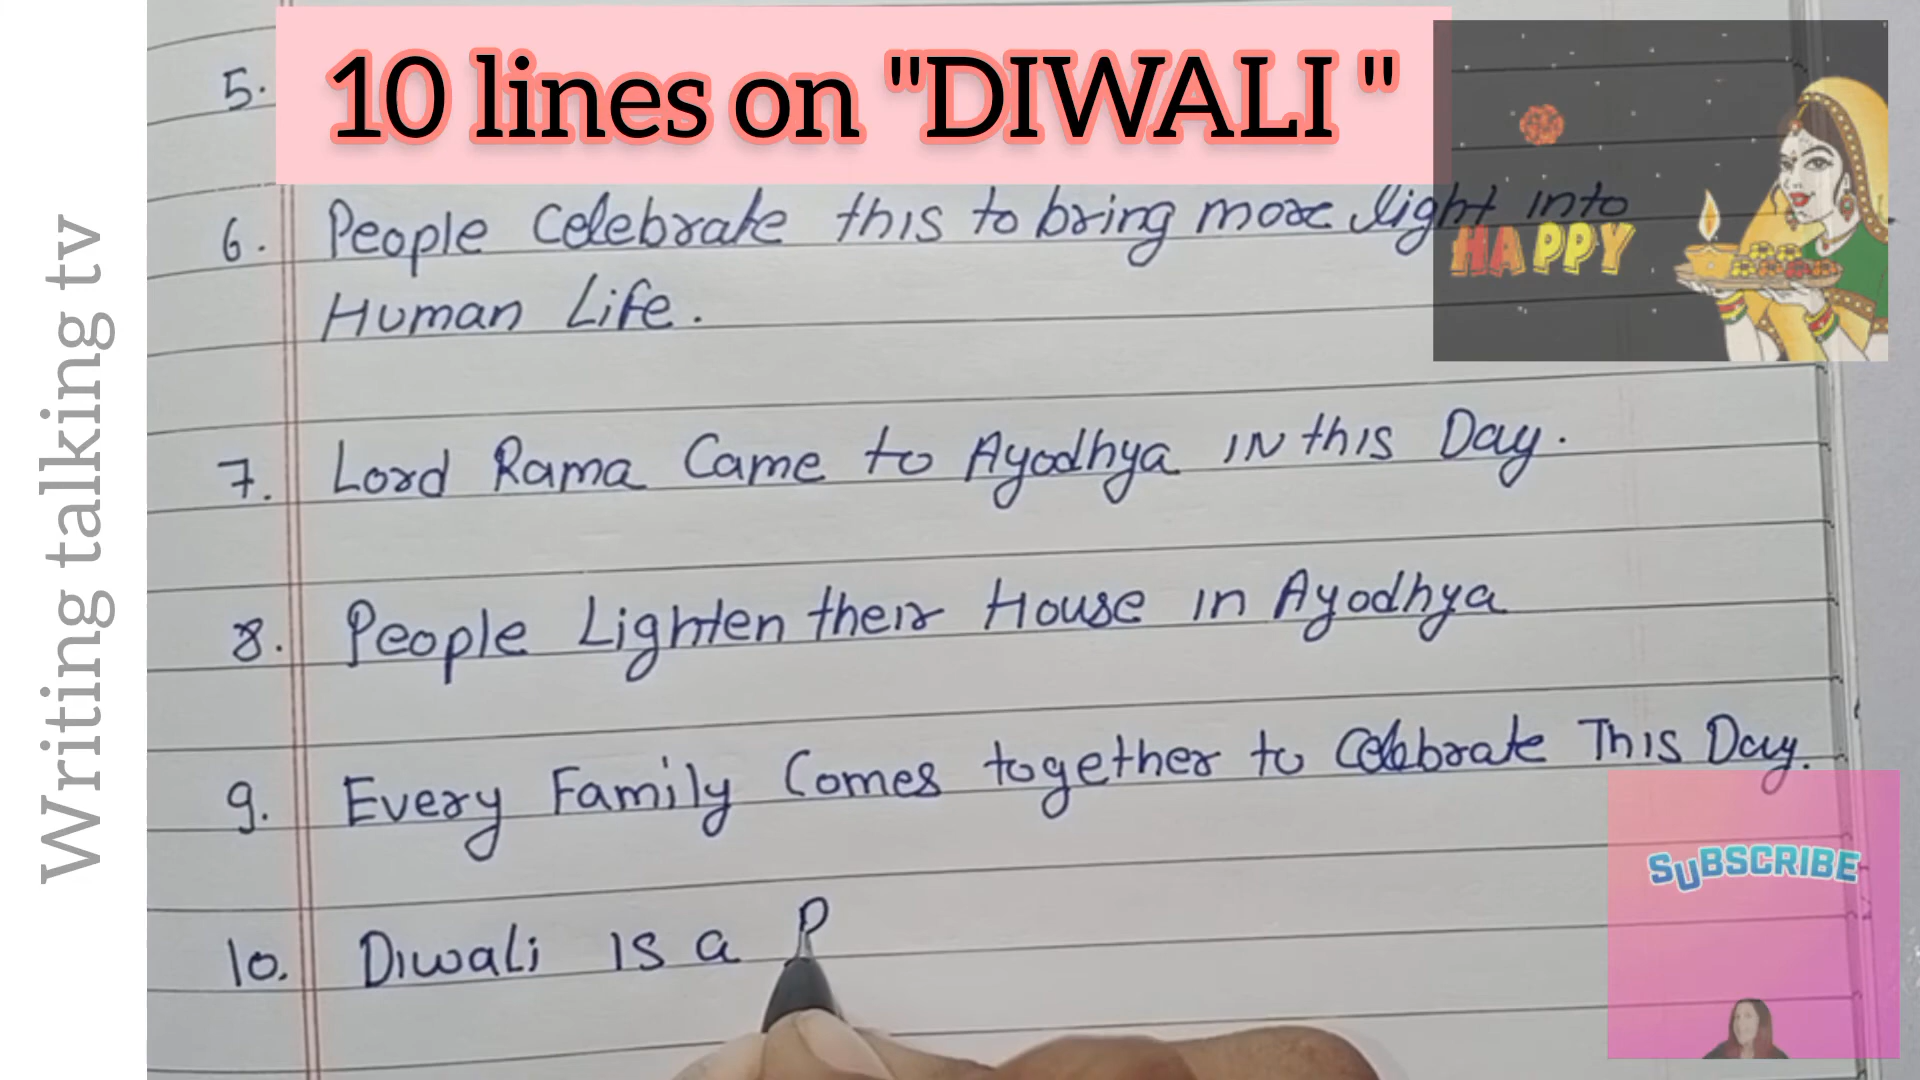 10 lines on "DIWALI "
5.
6. People Celebrate this to bring more light into
Human Life.
HAPPY
7. Lord Rama Came to Ayodhya IN this Day.
8. People Lighten their House in Ayodhya
9. Every Family Comes together to Celebrate This Day.
SUBSCRIBE
10. Diwali is a P
Writing talking tv